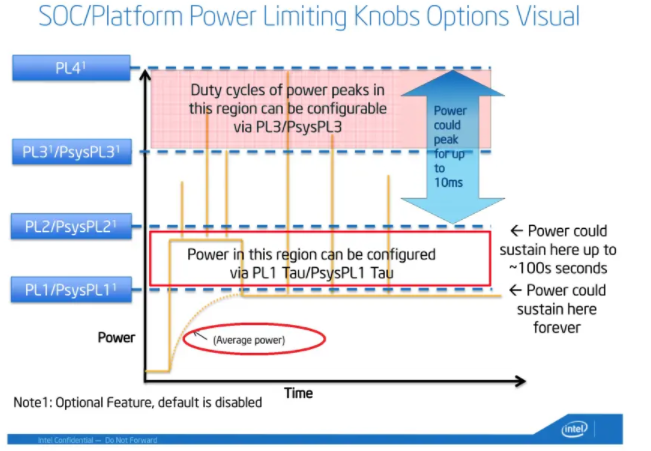 SOC/Platform Power Limiting Knobs Options Visual
PL4¹
Duty cycles of power peaks in
this region can be configurable
via PL3/PsysPL3
Power
could
peak
for up
to
10ms
PL3¹/PsysPL3¹
PL2/PsysPL2¹
Power in this region can be configured
via PL1 Tau/PsysPL1 Tau
← Power could
sustain here up to
~100s seconds
PL1/PsysPL1¹
← Power could
sustain here
forever
Power
(Average power)
Time
Note1: Optional Feature, default is disabled
Intel Confidential — Do Not Forward
intel